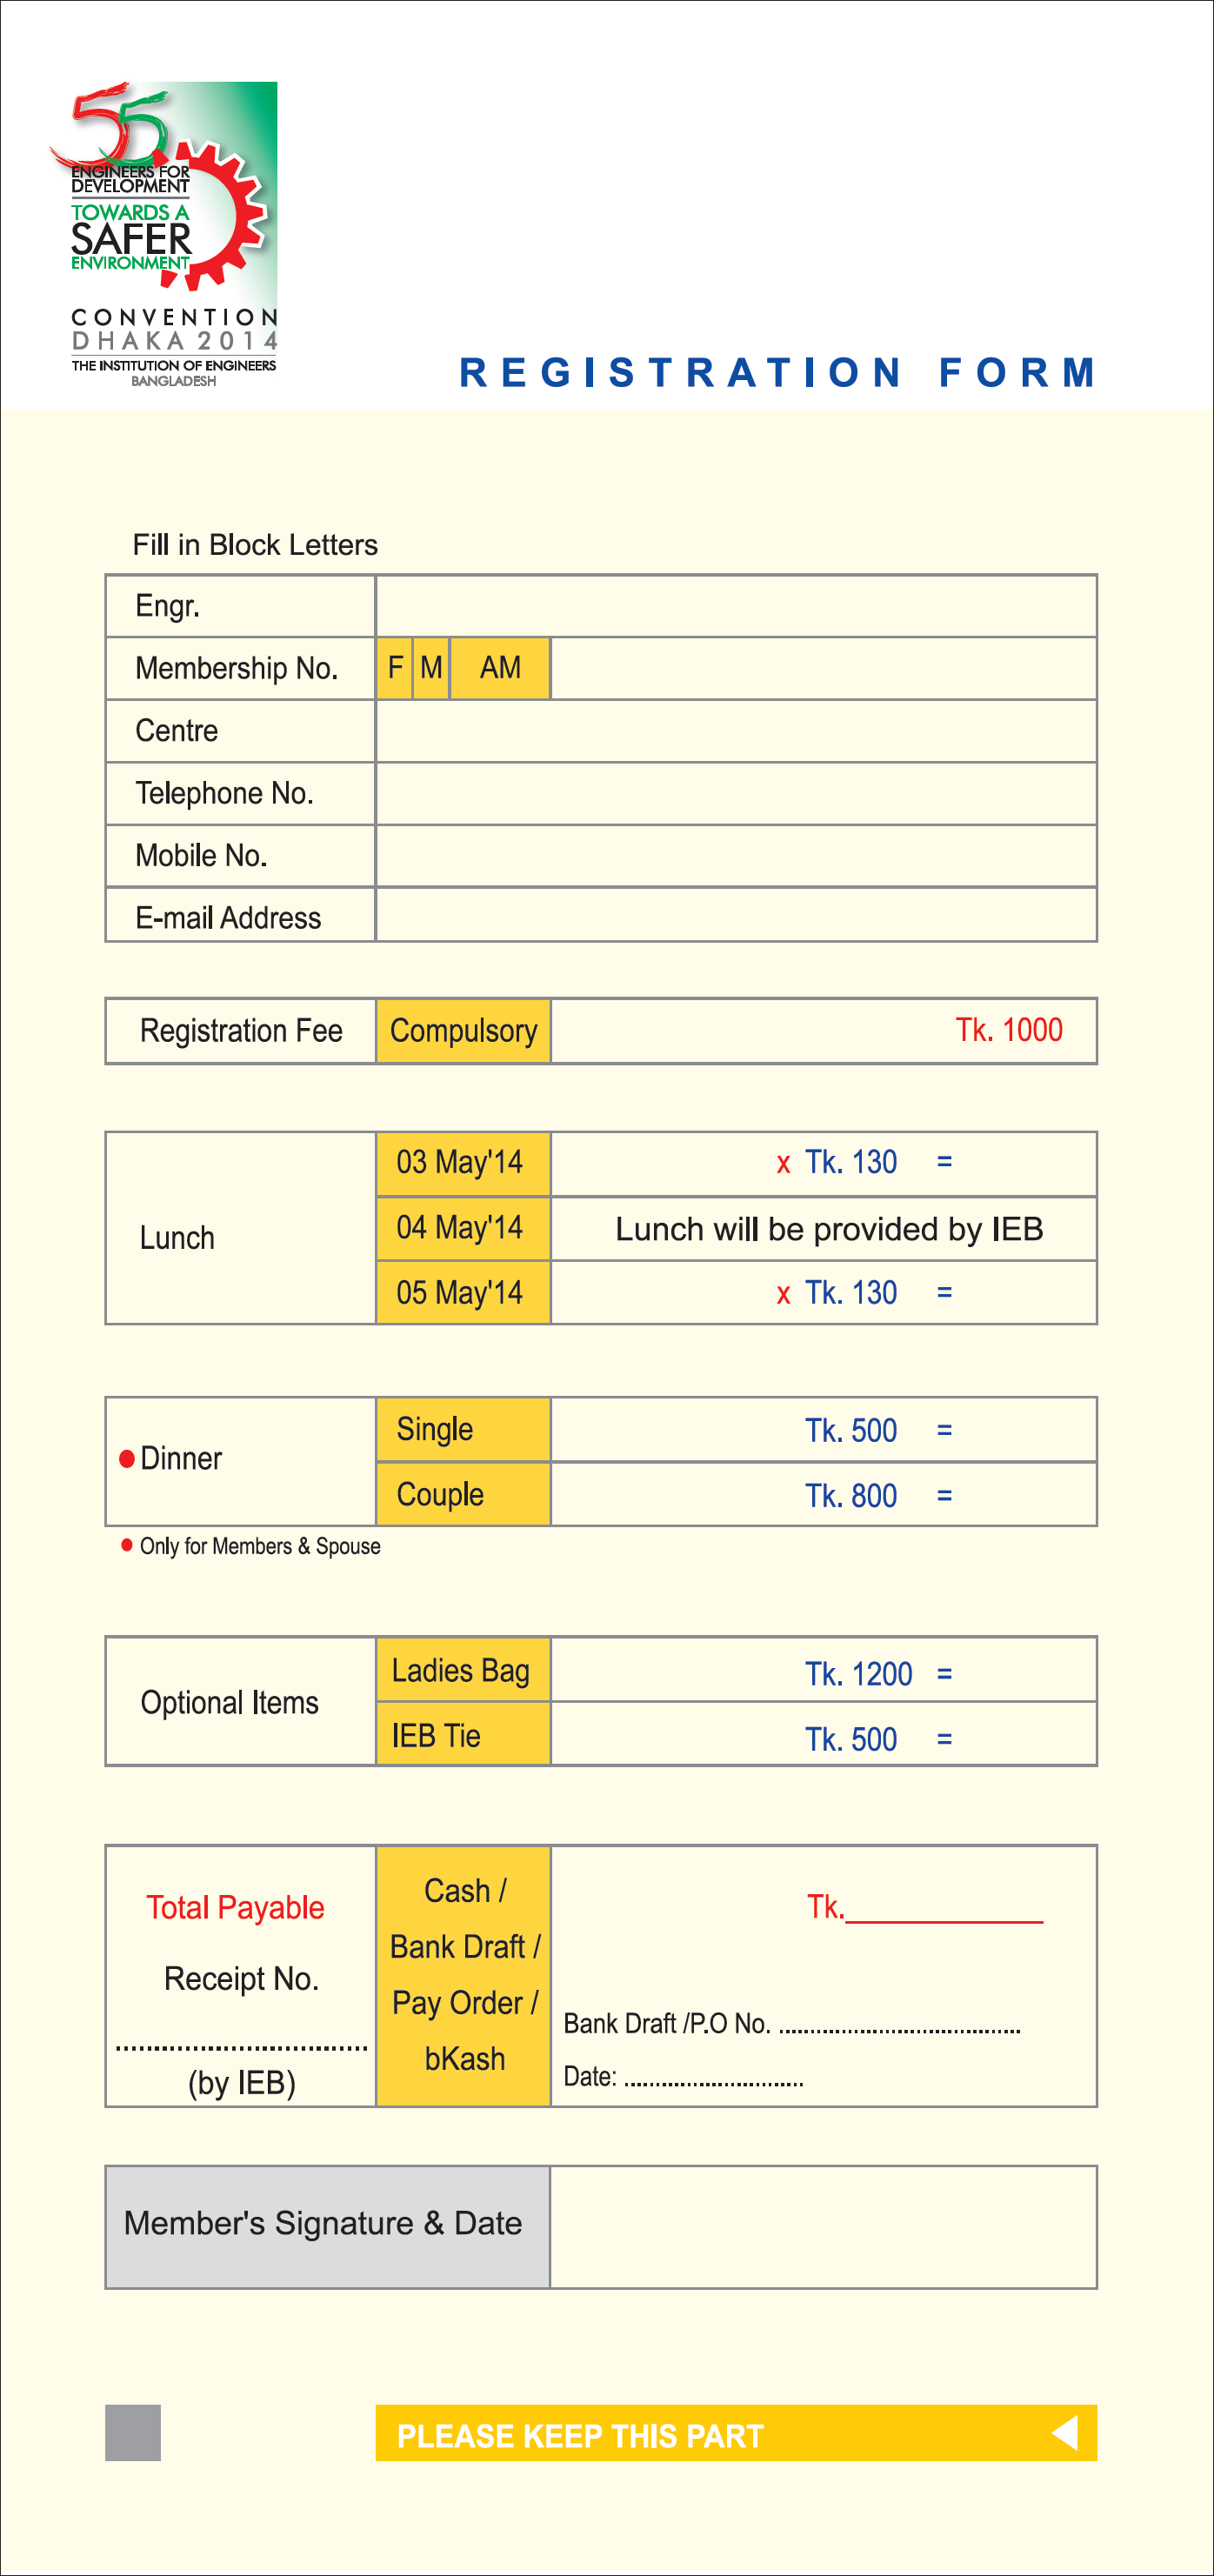 55
ENGINEERS FOR
DEVELOPMENT
TOWARDS A
SAFER
ENVIRONMENT
CONVENTION
DHAKA 2014
THE INSTITUTION OF ENGINEERS
BANGLADESH
REGISTRATION FORM
Fill in Block Letters
Engr.
Membership No. F M AM
Centre
Telephone No.
Mobile No.
E-mail Address
Registration Fee Compulsory Tk. 1000
Lunch
03 May'14 x Tk. 130 =
04 May'14 Lunch will be provided by IEB
05 May'14 x Tk. 130 =
Dinner
Single Tk. 500 =
Couple Tk. 800 =
Only for Members & Spouse
Optional Items
Ladies Bag Tk. 1200 =
IEB Tie Tk. 500 =
Total Payable
Receipt No.
................................
(by IEB)
Cash /
Bank Draft /
Pay Order /
bKash
Tk.____________
Bank Draft /P.O No. ........................................
Date: ..............................
Member's Signature & Date
PLEASE KEEP THIS PART